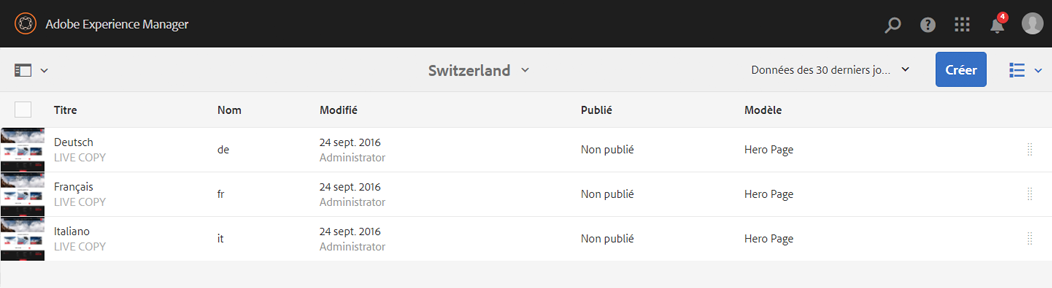 Adobe Experience Manager
4
Switzerland
Données des 30 derniers jo...
Créer
Titre Nom Modifié Publié Modèle
Deutsch
LIVE COPY
de
24 sept. 2016
Administrator
Non publié
Hero Page
Français
LIVE COPY
fr
24 sept. 2016
Administrator
Non publié
Hero Page
Italiano
LIVE COPY
it
24 sept. 2016
Administrator
Non publié
Hero Page